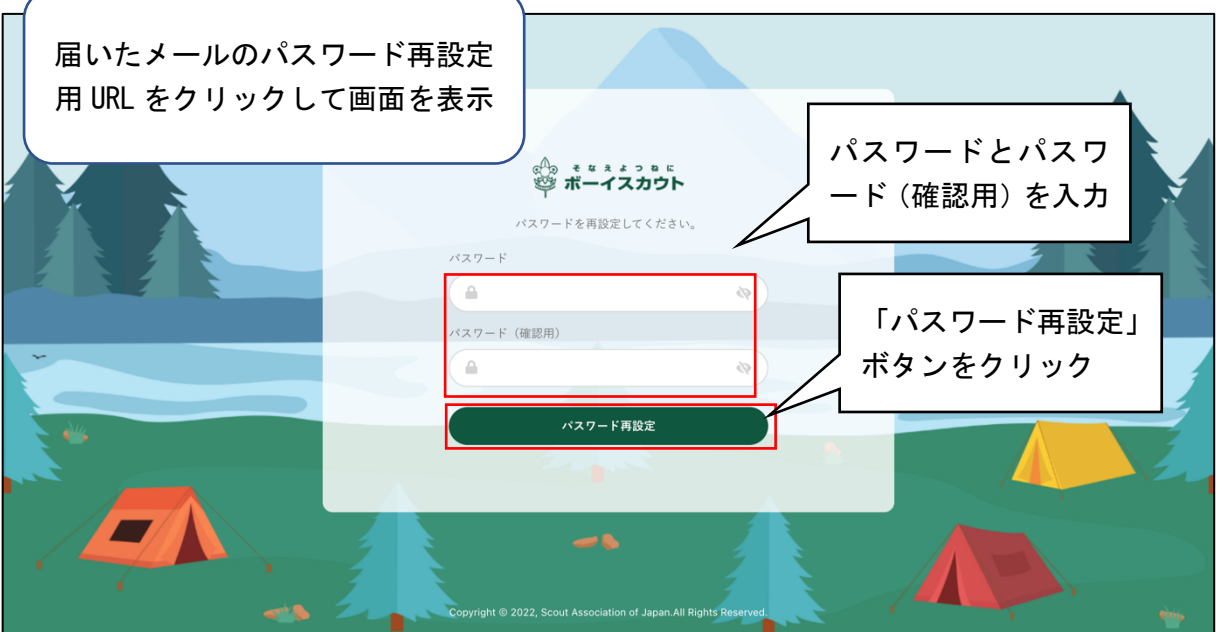 届いたメールのパスワード再設定
用 URL をクリックして画面を表示
そなえよつねに
ボーイスカウト
パスワードを再設定してください。
パスワードとパスワ
ード（確認用）を入力
パスワード
パスワード（確認用）
「パスワード再設定」
ボタンをクリック
パスワード再設定
Copyright © 2022, Scout Association of Japan.All Rights Reserved.